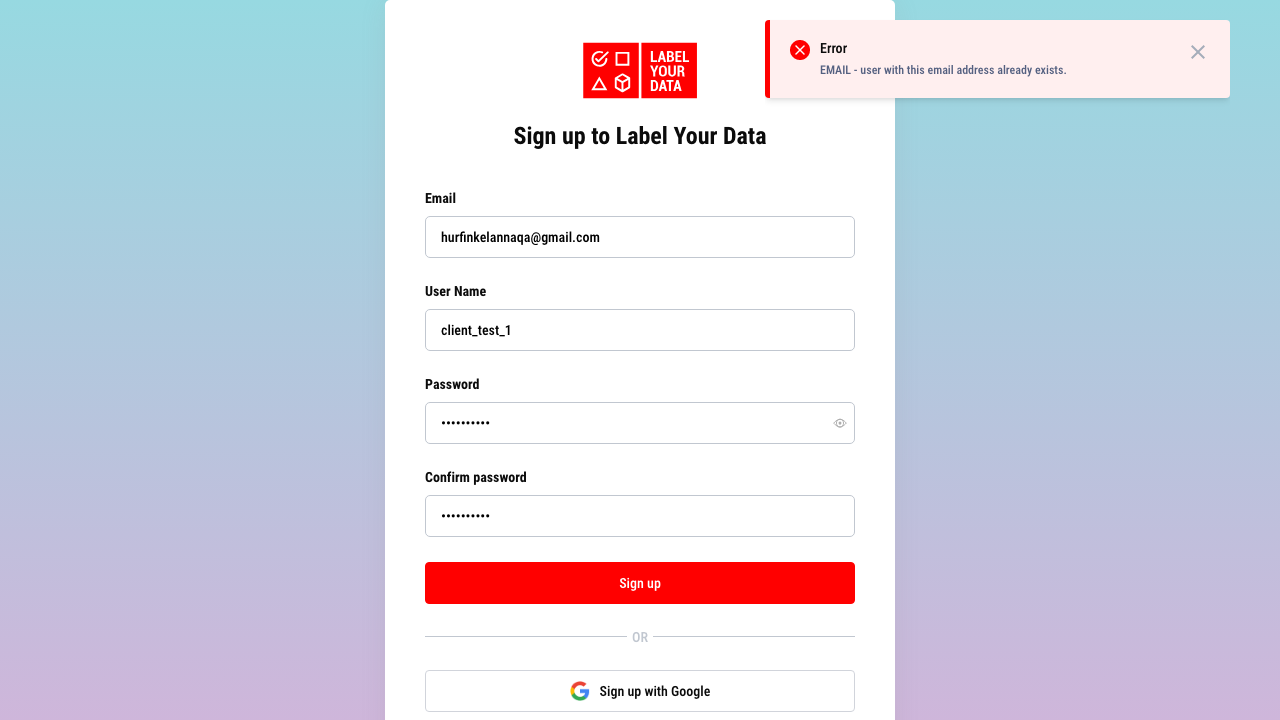 LABEL
YOUR
DATA
Error
EMAIL - user with this email address already exists.
Sign up to Label Your Data
Email
hurfinkelannaqa@gmail.com
User Name
client_test_1
Password
••••••••••
Confirm password
••••••••••
Sign up
OR
Sign up with Google